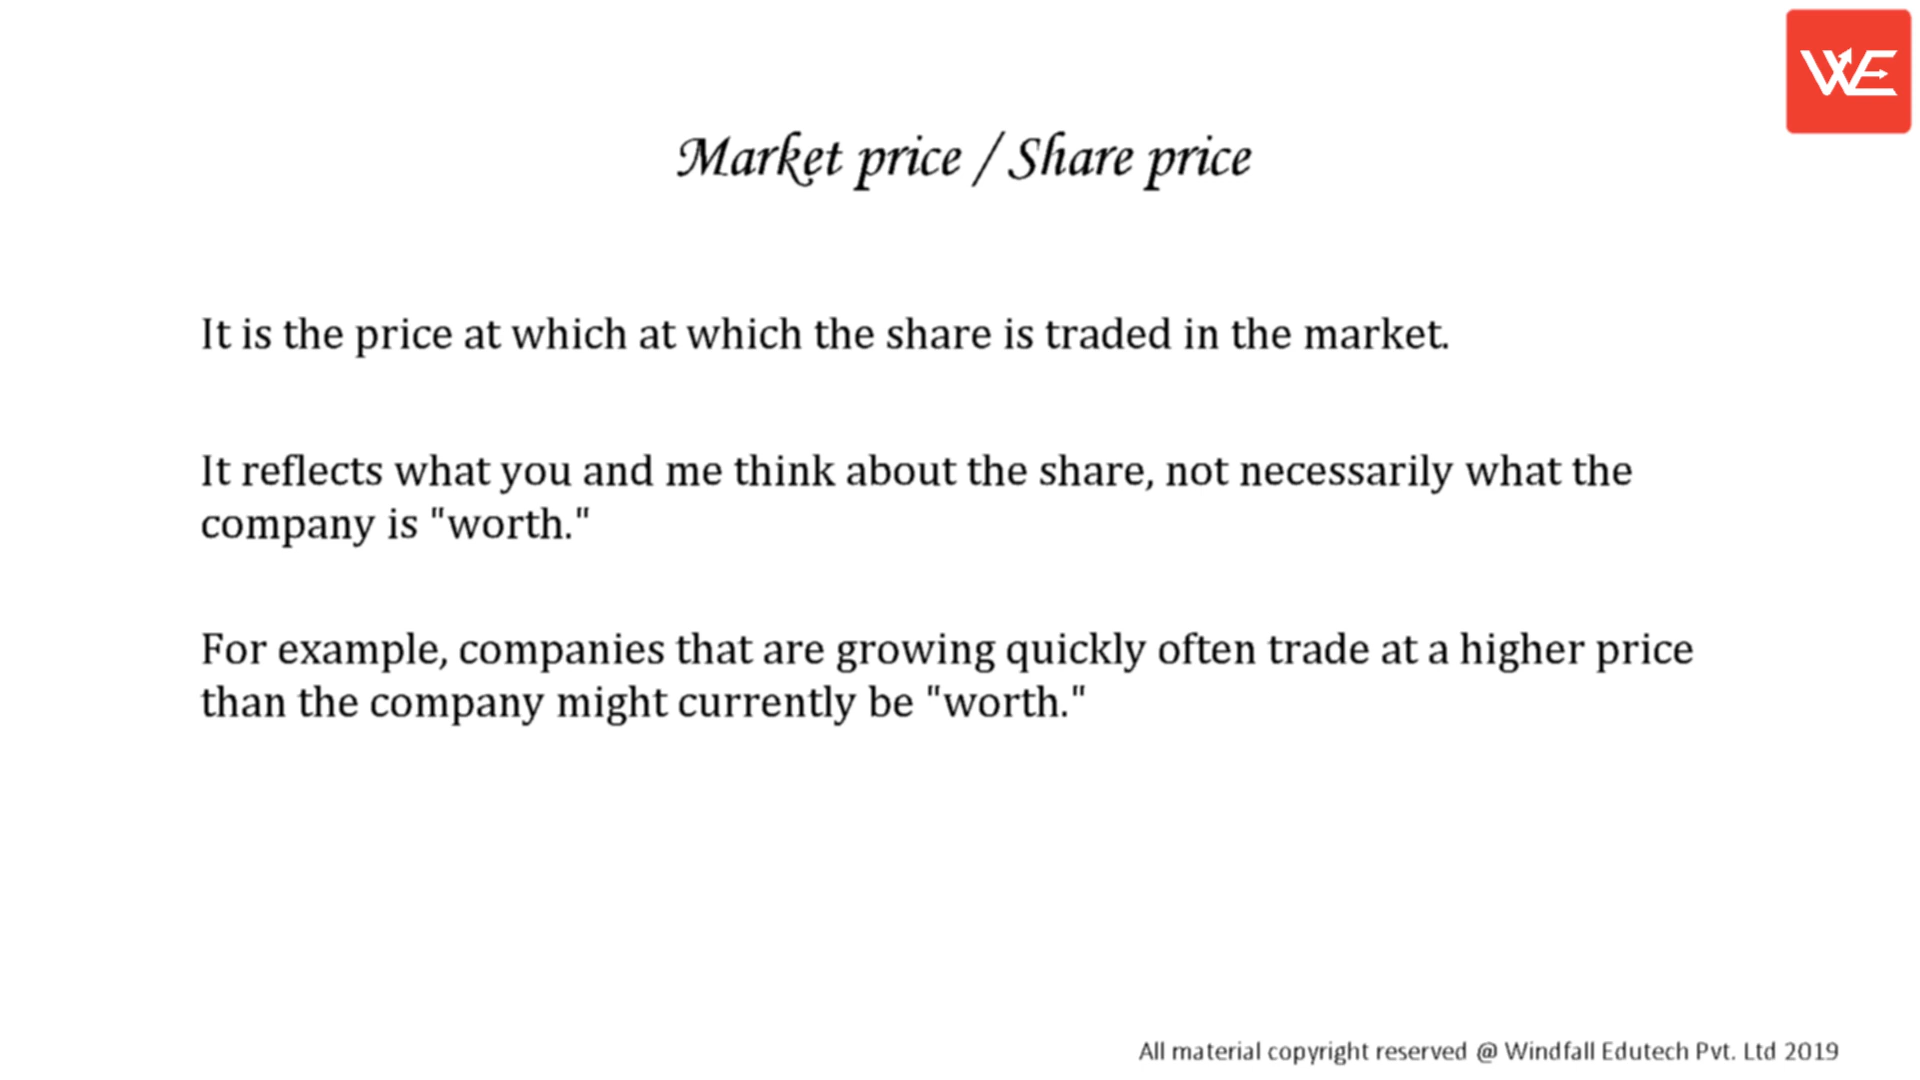 WE
Market price / Share price
It is the price at which at which the share is traded in the market.
It reflects what you and me think about the share, not necessarily what the
company is "worth."
For example, companies that are growing quickly often trade at a higher price
than the company might currently be "worth."
All material copyright reserved @ Windfall Edutech Pvt. Ltd 2019